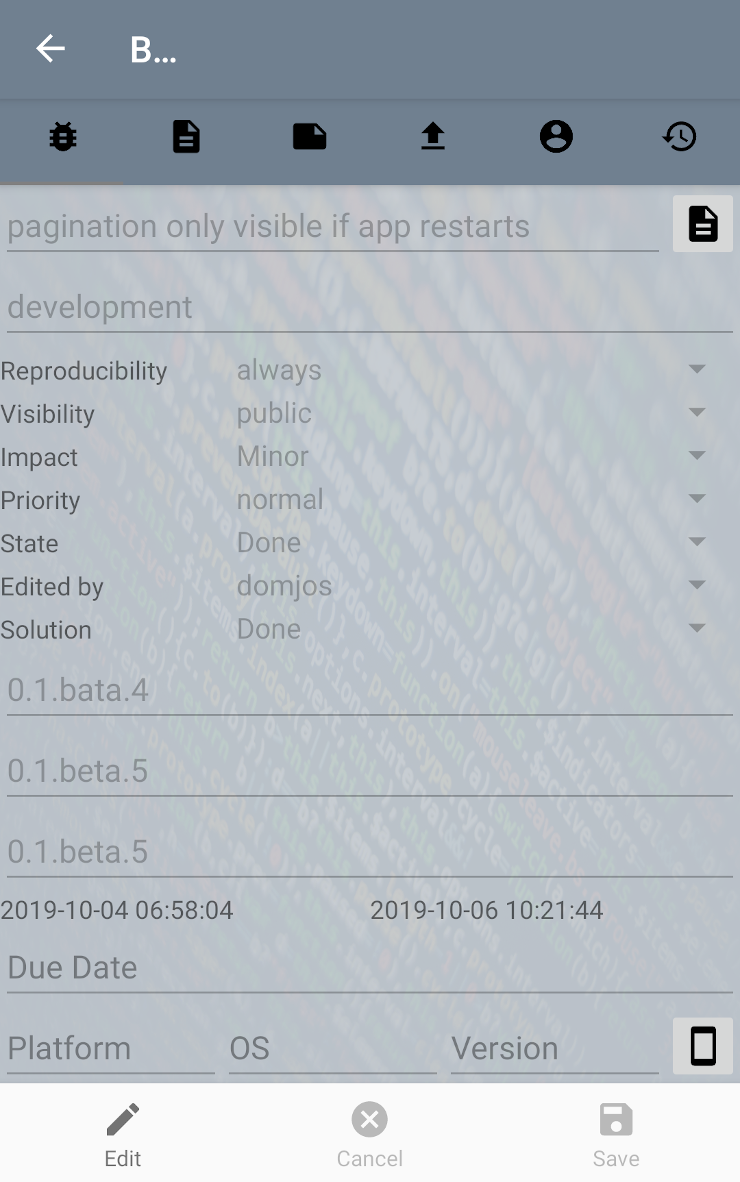 B...
pagination only visible if app restarts
development
Reproducibility always
Visibility public
Impact Minor
Priority normal
State Done
Edited by domjos
Solution Done
0.1.bata.4
0.1.beta.5
0.1.beta.5
2019-10-04 06:58:04 2019-10-06 10:21:44
Due Date
Platform OS Version
Edit Cancel Save